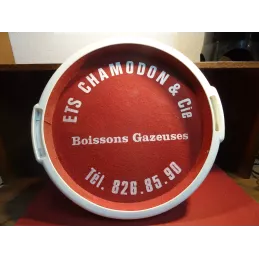 ETS CHAMODON & Cie
Boissons Gazeuses
Tél. 826.85.90